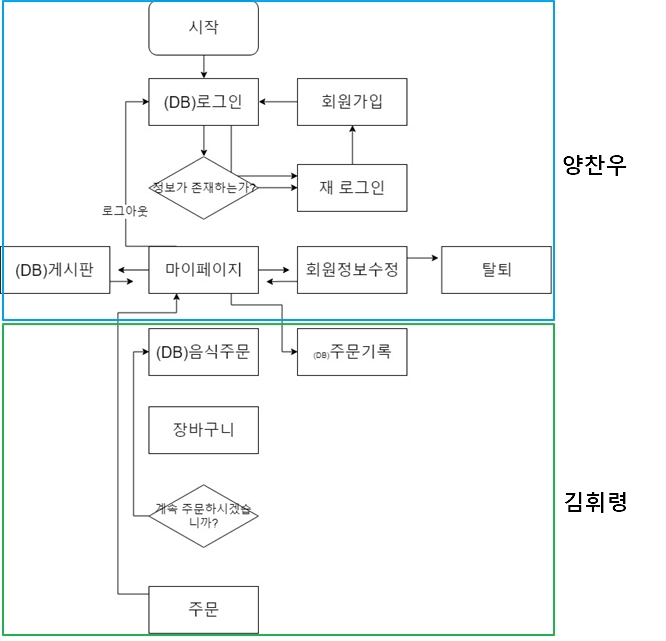 시작
(DB)로그인
회원가입
양찬우
정보가 존재하는가?
재 로그인
로그아웃
(DB)게시판
마이페이지
회원정보수정
탈퇴
(DB)음식주문
(DB)주문기록
장바구니
계속 주문하시겠습
니까?
김휘령
주문